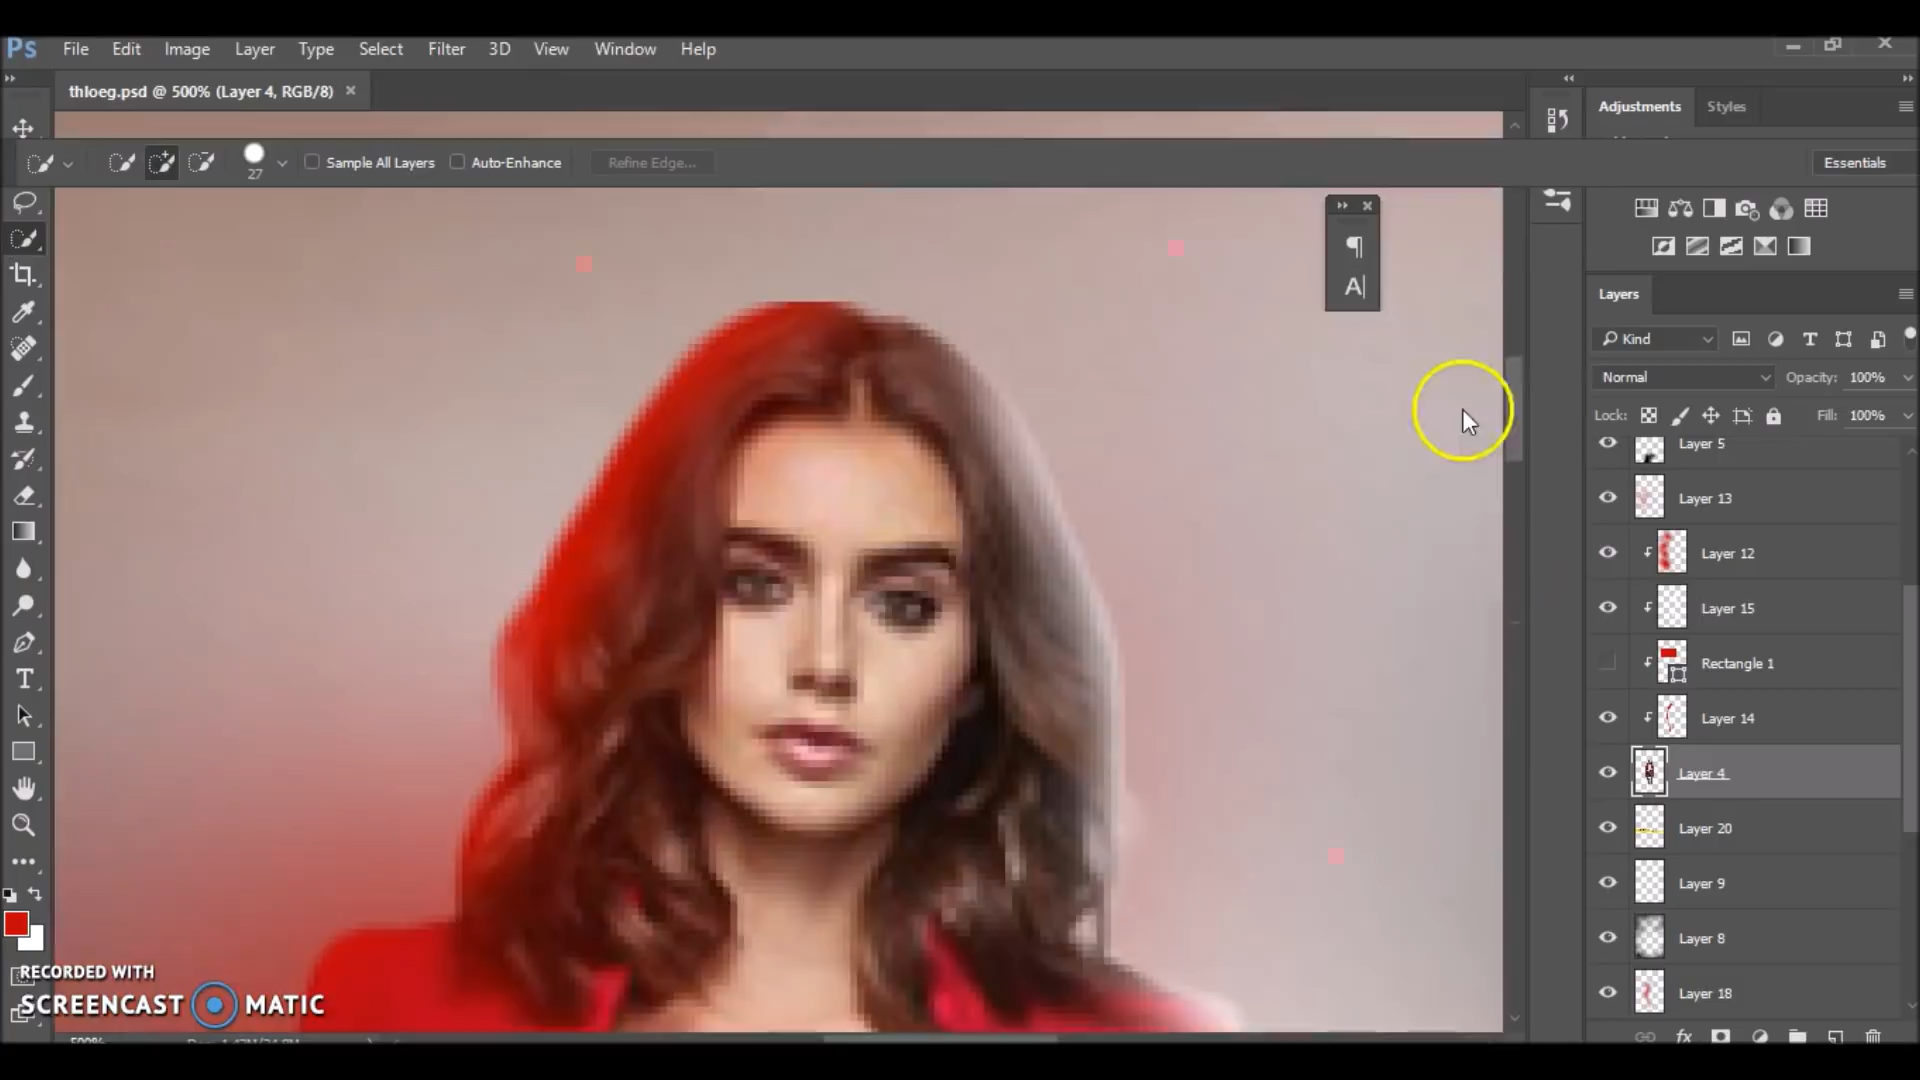 Ps File Edit Image Layer Type Select Filter 3D View Window Help
thloeg.psd @ 500% (Layer 4, RGB/8) ×
Adjustments Styles
27 Sample All Layers Auto-Enhance Refine Edge... Essentials
¶
A|
Layers
Kind
Normal Opacity: 100%
Lock: Fill: 100%
Layer 5
Layer 13
Layer 12
Layer 15
Rectangle 1
Layer 14
Layer 4
Layer 20
Layer 9
Layer 8
Layer 18
RECORDED WITH
SCREENCAST MATIC
500%
fx